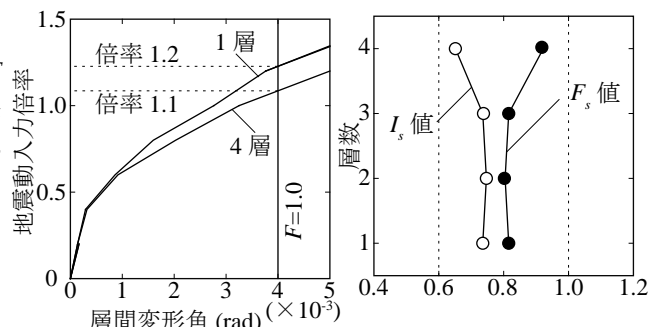 1.5
1.0
0.5
0
地震動入力倍率
倍率 1.2
倍率 1.1
1 層
4 層
F=1.0
0 1 2 3 4 5
層間変形角 (rad) (×10⁻³)
4
3
2
1
層数
Iₛ 値
Fₛ 値
0.4 0.6 0.8 1.0 1.2